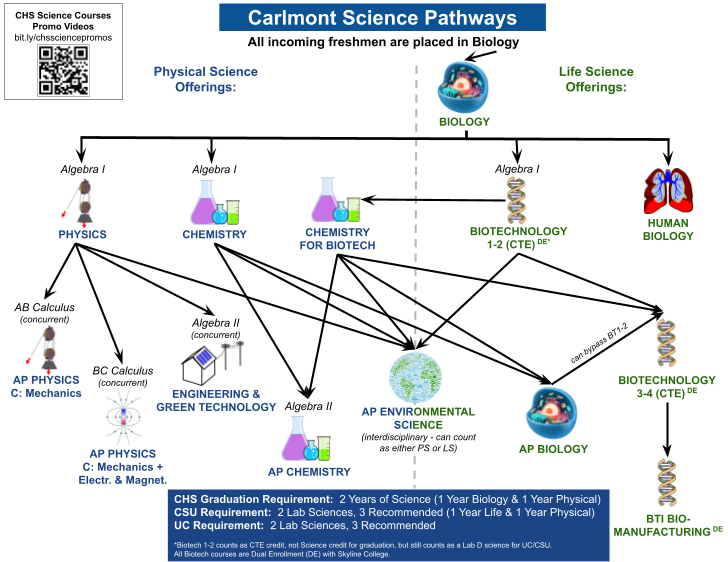 CHS Science Courses
Promo Videos
bit.ly/chssciencepromos
Carlmont Science Pathways
All incoming freshmen are placed in Biology
Physical Science
Offerings:
Life Science
Offerings:
BIOLOGY
Algebra I
PHYSICS
Algebra I
CHEMISTRY
CHEMISTRY
FOR BIOTECH
Algebra I
BIOTECHNOLOGY
1-2 (CTE) DE*
HUMAN
BIOLOGY
AB Calculus
(concurrent)
AP PHYSICS
C: Mechanics
BC Calculus
(concurrent)
AP PHYSICS
C: Mechanics +
Electr. & Magnet.
Algebra II
(concurrent)
ENGINEERING &
GREEN TECHNOLOGY
Algebra II
AP CHEMISTRY
AP ENVIRONMENTAL
SCIENCE
(interdisciplinary - can count
as either PS or LS)
AP BIOLOGY
can bypass BT1-2
BIOTECHNOLOGY
3-4 (CTE) DE
BTI BIO-
MANUFACTURING DE
CHS Graduation Requirement: 2 Years of Science (1 Year Biology & 1 Year Physical)
CSU Requirement: 2 Lab Sciences, 3 Recommended (1 Year Life & 1 Year Physical)
UC Requirement: 2 Lab Sciences, 3 Recommended
*Biotech 1-2 counts as CTE credit, not Science credit for graduation, but still counts as a Lab D science for UC/CSU.
All Biotech courses are Dual Enrollment (DE) with Skyline College.